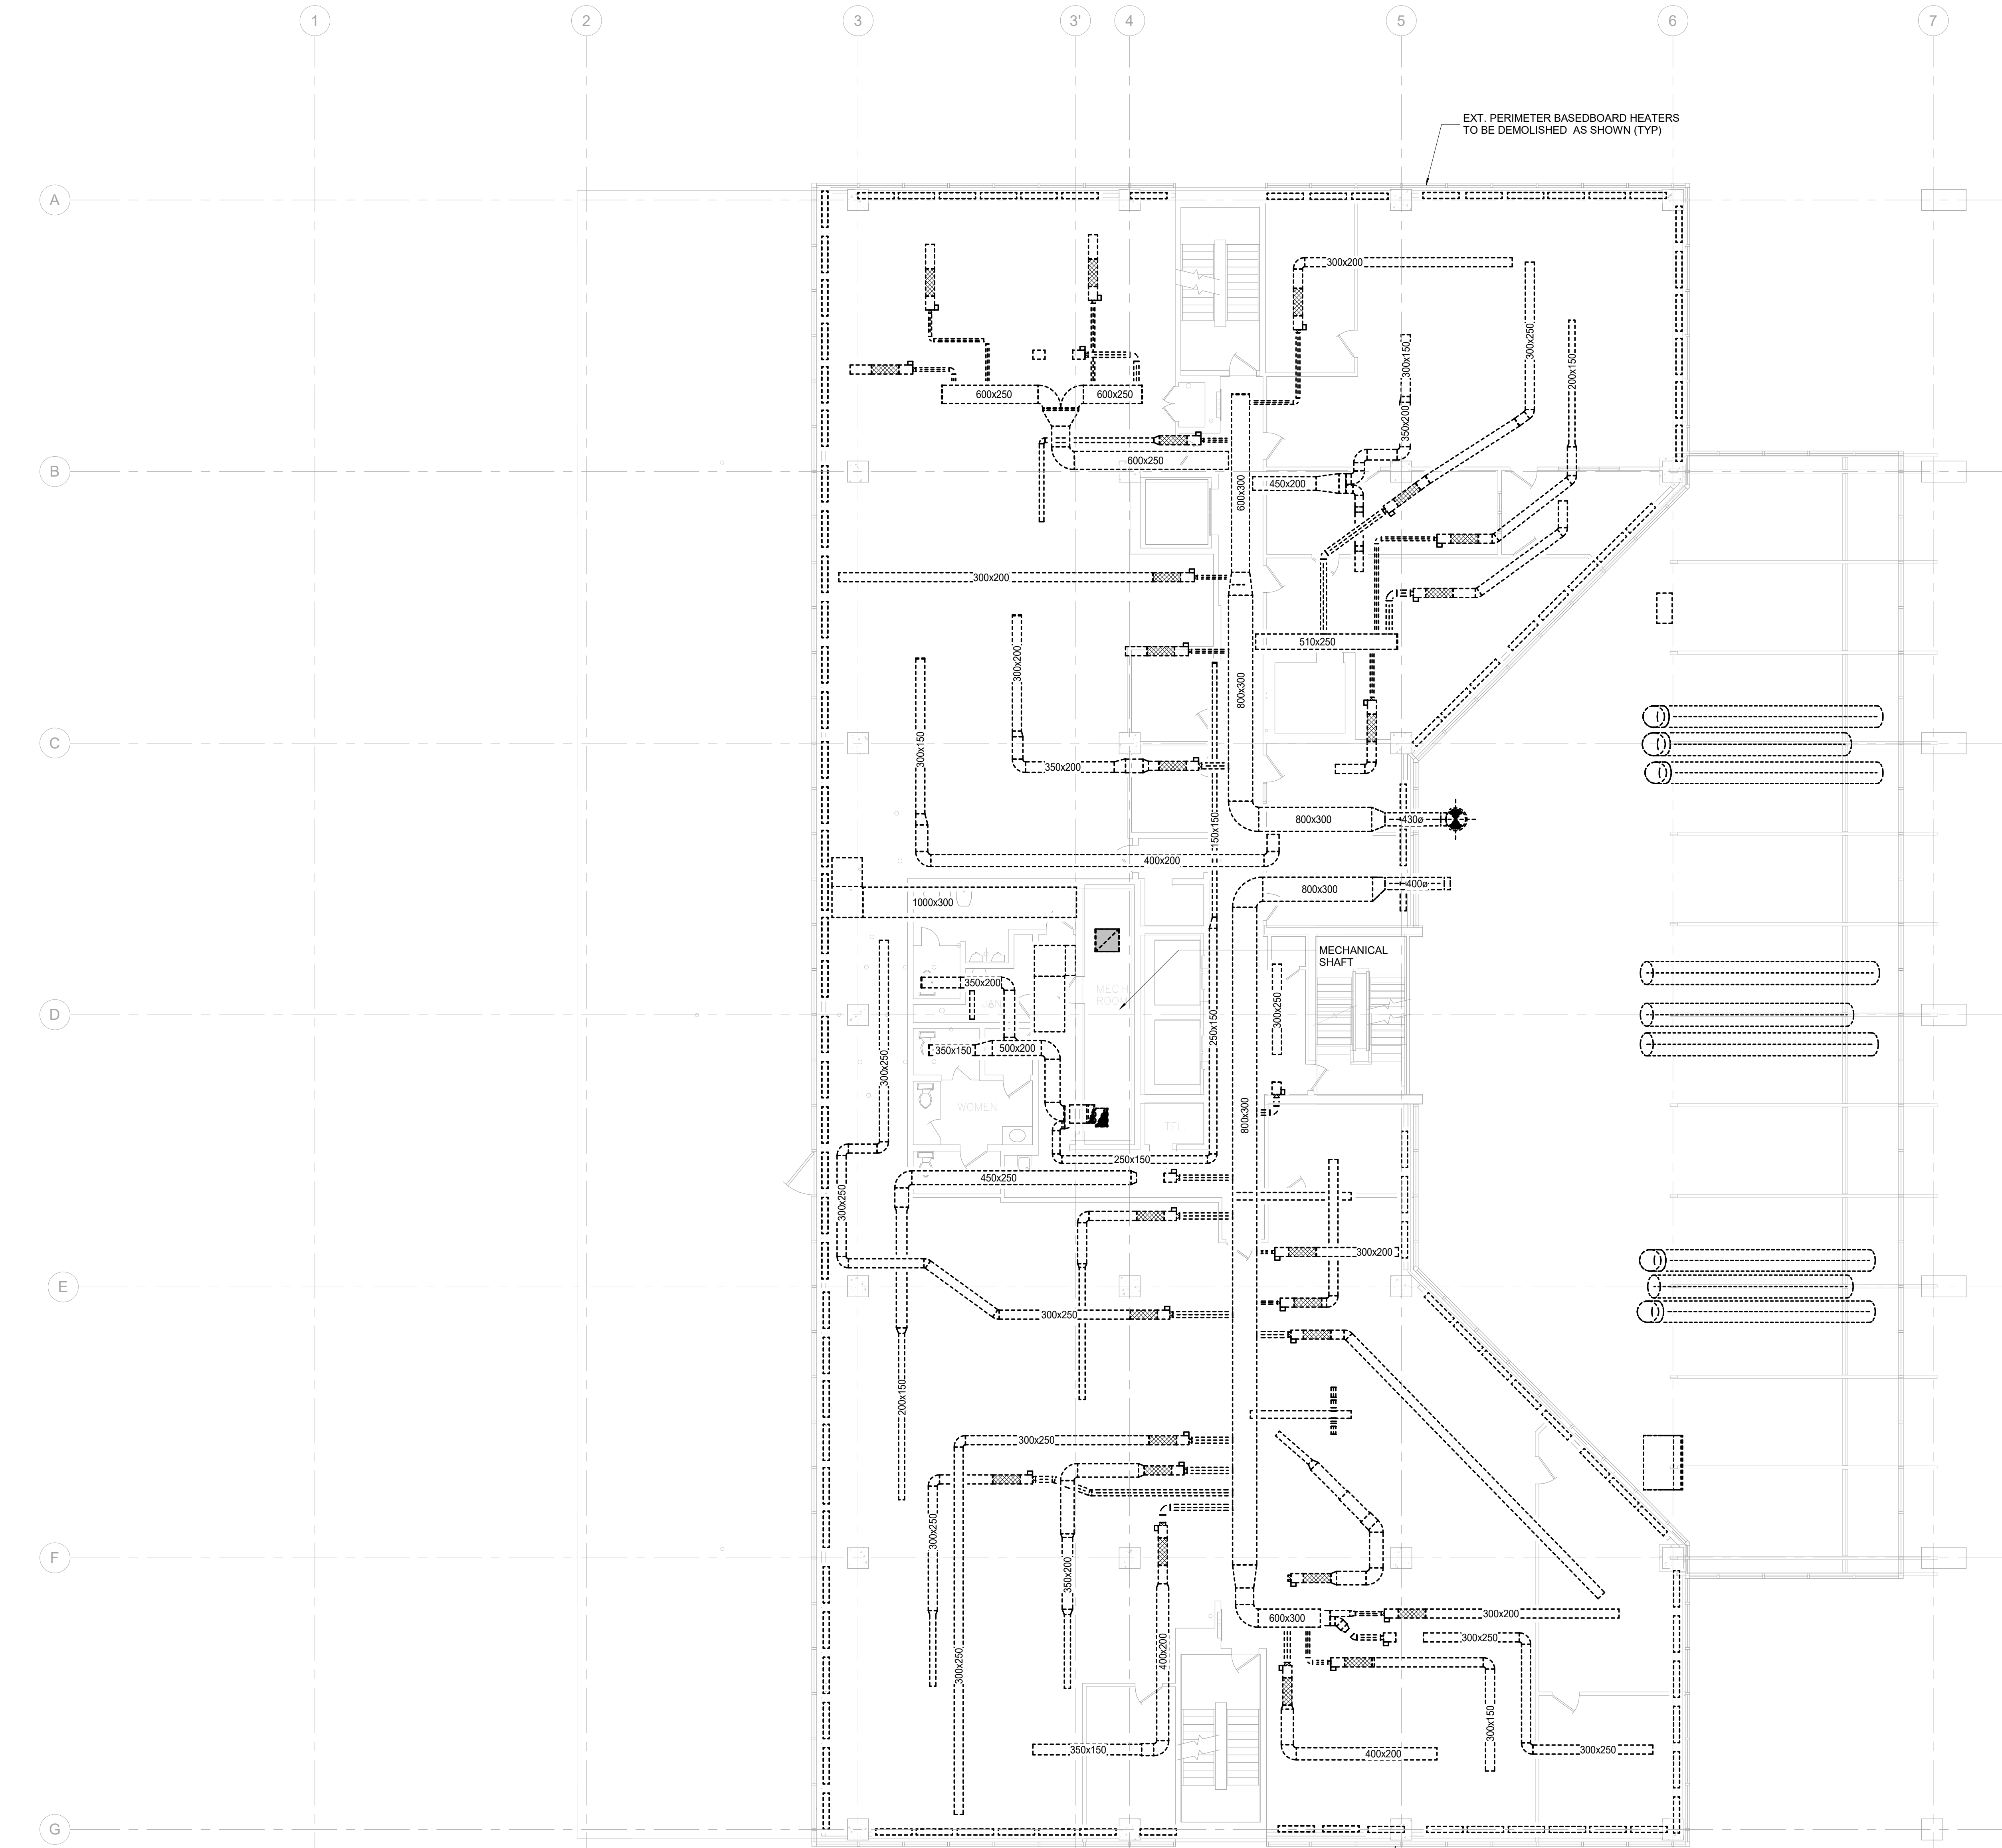 1
2
3
3'
4
5
6
7
EXT. PERIMETER BASEDBOARD HEATERS
TO BE DEMOLISHED AS SHOWN (TYP)
A
300x200
300x250
300x150
200x150
600x250
600x250
350x200
B
600x250
450x200
600x300
300x200
510x250
300x200
800x300
C
300x150
350x200
150x150
800x300
430ø
400x200
800x300
400ø
1000x300
MECHANICAL
SHAFT
350x200
MECH
ROOM
JAN
300x250
D
250x150
350x150
500x200
300x250
WOMEN
800x300
TEL.
250x150
450x250
300x250
300x200
E
300x250
200x150
300x250
300x250
F
350x200
600x300
300x200
400x200
300x250
300x250
300x150
350x150
400x200
300x250
G